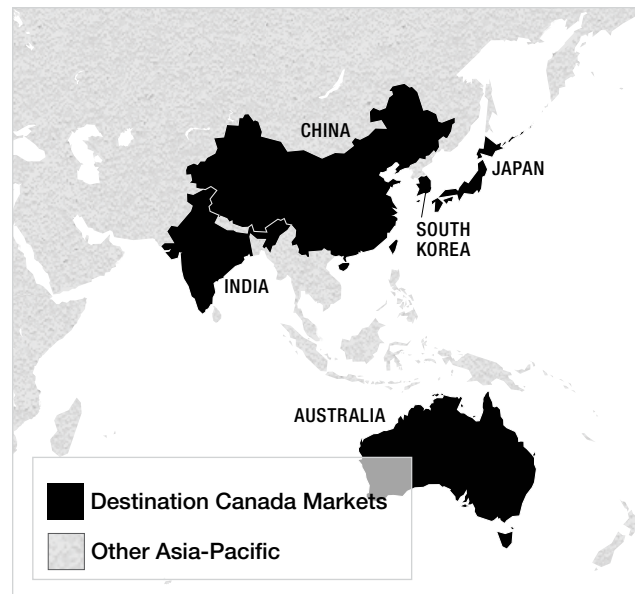 CHINA
JAPAN
SOUTH
KOREA
INDIA
AUSTRALIA
Destination Canada Markets
Other Asia-Pacific